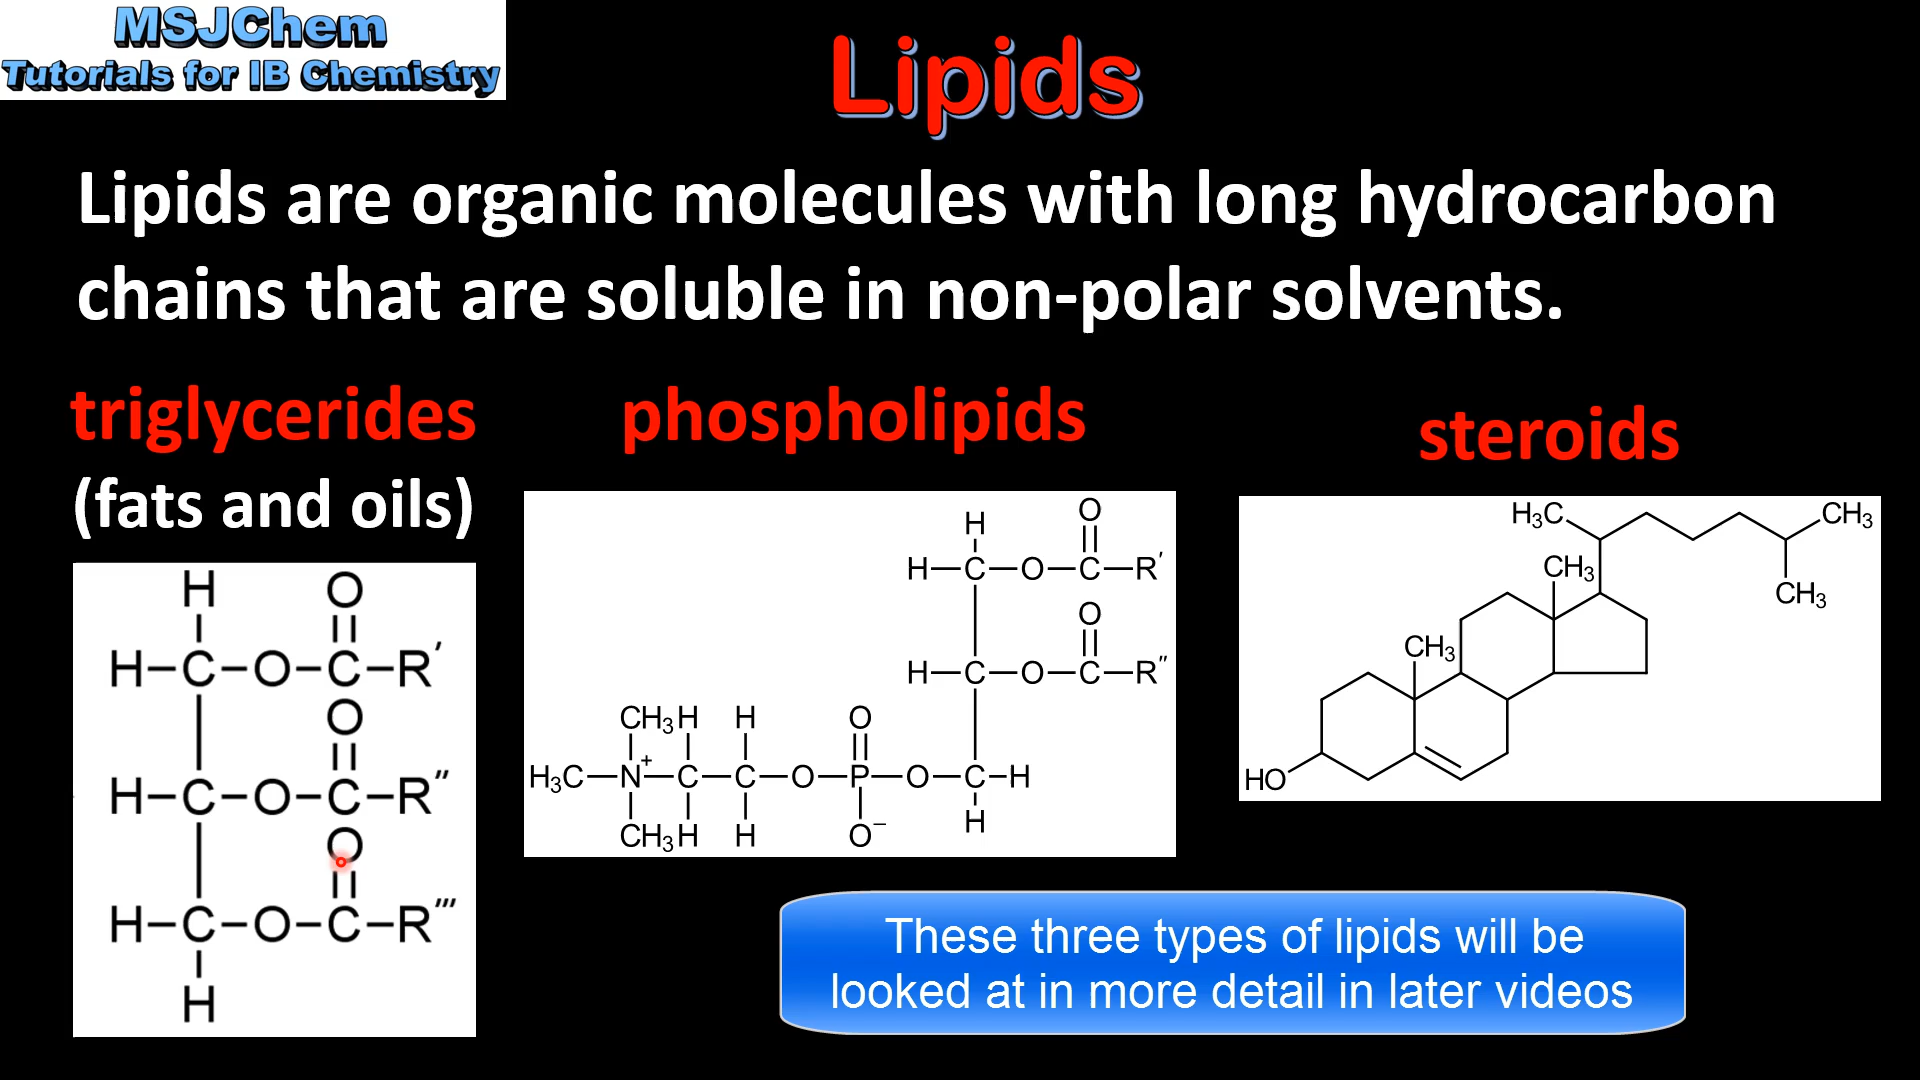 MSJChem
Tutorials for IB Chemistry
Lipids
Lipids are organic molecules with long hydrocarbon
chains that are soluble in non-polar solvents.
triglycerides
(fats and oils)
H O
H–C–O–C–R′
O
H–C–O–C–R″
O
H–C–O–C–R‴
H
phospholipids
H O
H–C–O–C–R′
O
H–C–O–C–R″
CH₃ H H O
H₃C–N⁺–C–C–O–P–O–C–H
CH₃ H H O⁻ H
steroids
H₃C CH₃
CH₃ CH₃
CH₃
HO
These three types of lipids will be
looked at in more detail in later videos